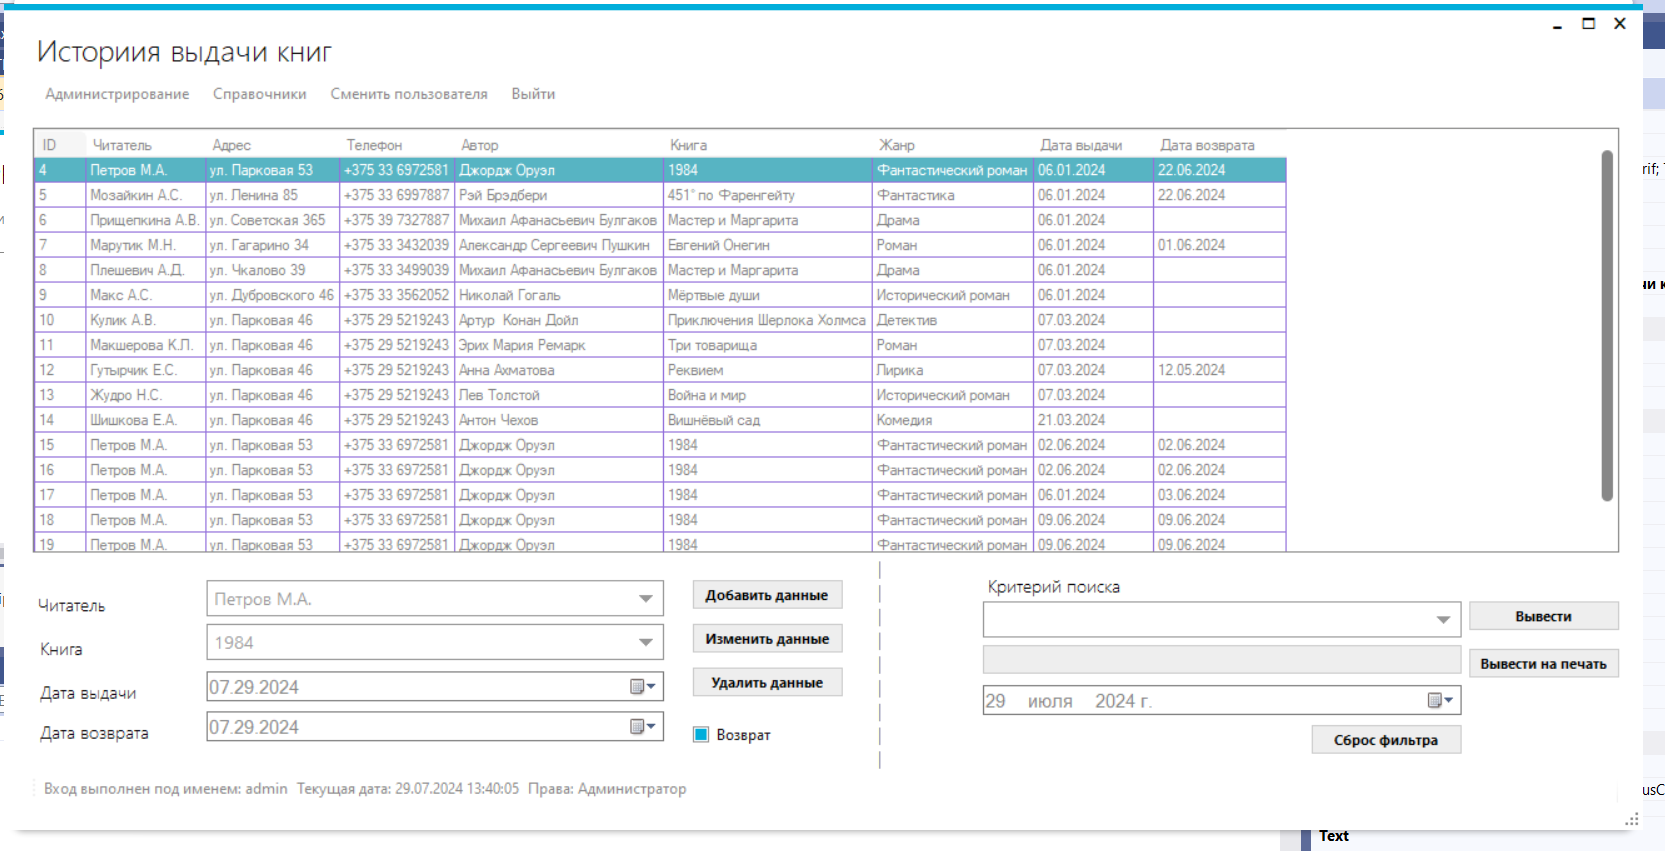 Историия выдачи книг
Администрирование Справочники Сменить пользователя Выйти
ID Читатель Адрес Телефон Автор Книга Жанр Дата выдачи Дата возврата
4 Петров М.А. ул. Парковая 53 +375 33 6972581 Джордж Оруэл 1984 Фантастический роман 06.01.2024 22.06.2024
5 Мозайкин А.С. ул. Ленина 85 +375 33 6997887 Рэй Брэдбери 451° по Фаренгейту Фантастика 06.01.2024 22.06.2024
6 Прищепкина А.В. ул. Советская 365 +375 39 7327887 Михаил Афанасьевич Булгаков Мастер и Маргарита Драма 06.01.2024
7 Марутик М.Н. ул. Гагарино 34 +375 33 3432039 Александр Сергеевич Пушкин Евгений Онегин Роман 06.01.2024 01.06.2024
8 Плешевич А.Д. ул. Чкалово 39 +375 33 3499039 Михаил Афанасьевич Булгаков Мастер и Маргарита Драма 06.01.2024
9 Макс А.С. ул. Дубровского 46 +375 33 3562052 Николай Гогаль Мёртвые души Исторический роман 06.01.2024
10 Кулик А.В. ул. Парковая 46 +375 29 5219243 Артур Конан Дойл Приключения Шерлока Холмса Детектив 07.03.2024
11 Макшерова К.П. ул. Парковая 46 +375 29 5219243 Эрих Мария Ремарк Три товарища Роман 07.03.2024
12 Гутырчик Е.С. ул. Парковая 46 +375 29 5219243 Анна Ахматова Реквием Лирика 07.03.2024 12.05.2024
13 Жудро Н.С. ул. Парковая 46 +375 29 5219243 Лев Толстой Война и мир Исторический роман 07.03.2024
14 Шишкова Е.А. ул. Парковая 46 +375 29 5219243 Антон Чехов Вишнёвый сад Комедия 21.03.2024
15 Петров М.А. ул. Парковая 53 +375 33 6972581 Джордж Оруэл 1984 Фантастический роман 02.06.2024 02.06.2024
16 Петров М.А. ул. Парковая 53 +375 33 6972581 Джордж Оруэл 1984 Фантастический роман 02.06.2024 02.06.2024
17 Петров М.А. ул. Парковая 53 +375 33 6972581 Джордж Оруэл 1984 Фантастический роман 06.01.2024 03.06.2024
18 Петров М.А. ул. Парковая 53 +375 33 6972581 Джордж Оруэл 1984 Фантастический роман 09.06.2024 09.06.2024
19 Петров М.А. ул. Парковая 53 +375 33 6972581 Джордж Оруэл 1984 Фантастический роман 09.06.2024 09.06.2024
Читатель Петров М.А. Добавить данные
Книга 1984 Изменить данные
Дата выдачи 07.29.2024 Удалить данные
Дата возврата 07.29.2024 Возврат
Критерий поиска
Вывести
Вывести на печать
29 июля 2024 г.
Сброс фильтра
Вход выполнен под именем: admin Текущая дата: 29.07.2024 13:40:05 Права: Администратор
Text